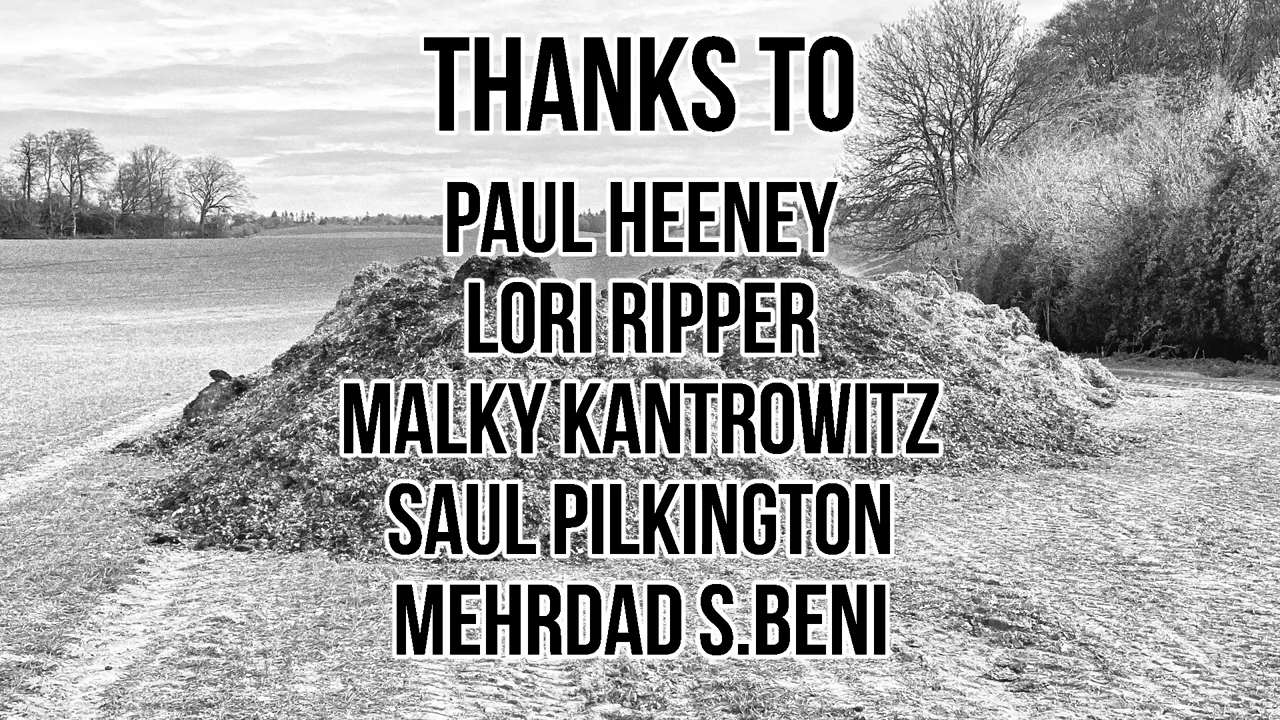 THANKS TO
PAUL HEENEY
LORI RIPPER
MALKY KANTROWITZ
SAUL PILKINGTON
MEHRDAD S.BENI